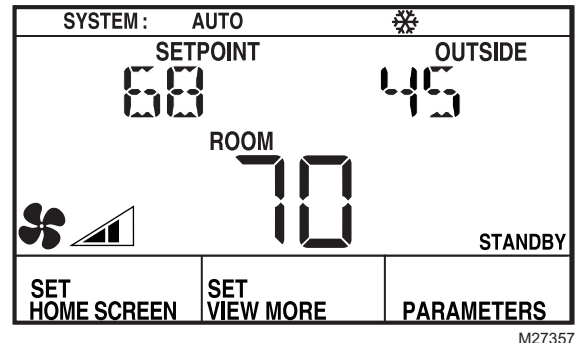 SYSTEM : AUTO
SETPOINT OUTSIDE
68 45
ROOM
70
STANDBY
SET SET
HOME SCREEN VIEW MORE PARAMETERS
M27357